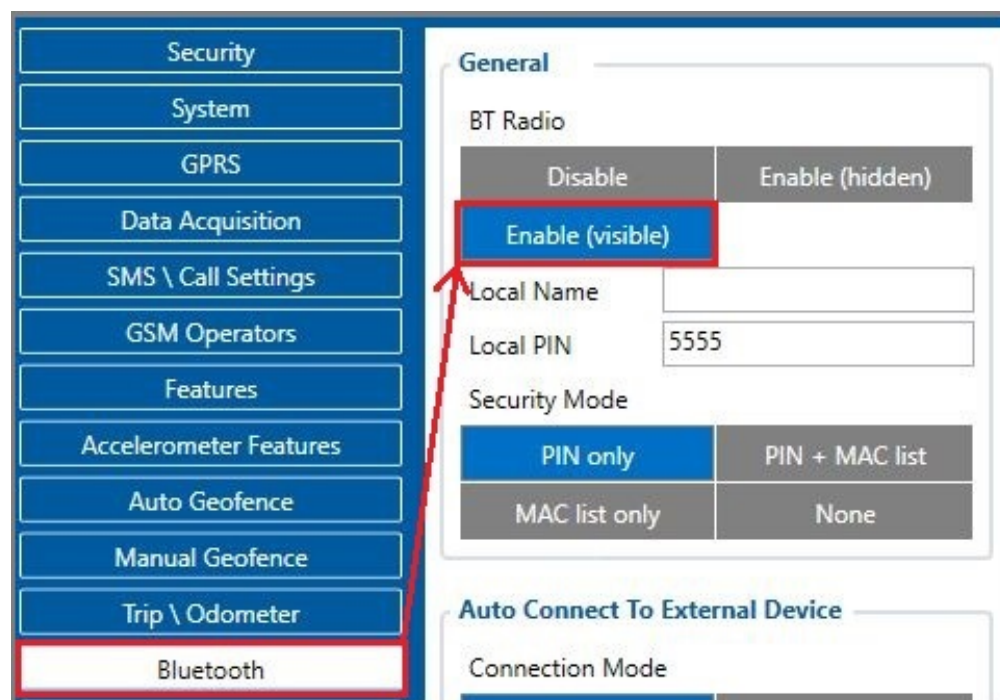 Security
System
GPRS
Data Acquisition
SMS \ Call Settings
GSM Operators
Features
Accelerometer Features
Auto Geofence
Manual Geofence
Trip \ Odometer
Bluetooth
General
BT Radio
Disable
Enable (hidden)
Enable (visible)
Local Name
Local PIN
5555
Security Mode
PIN only
PIN + MAC list
MAC list only
None
Auto Connect To External Device
Connection Mode